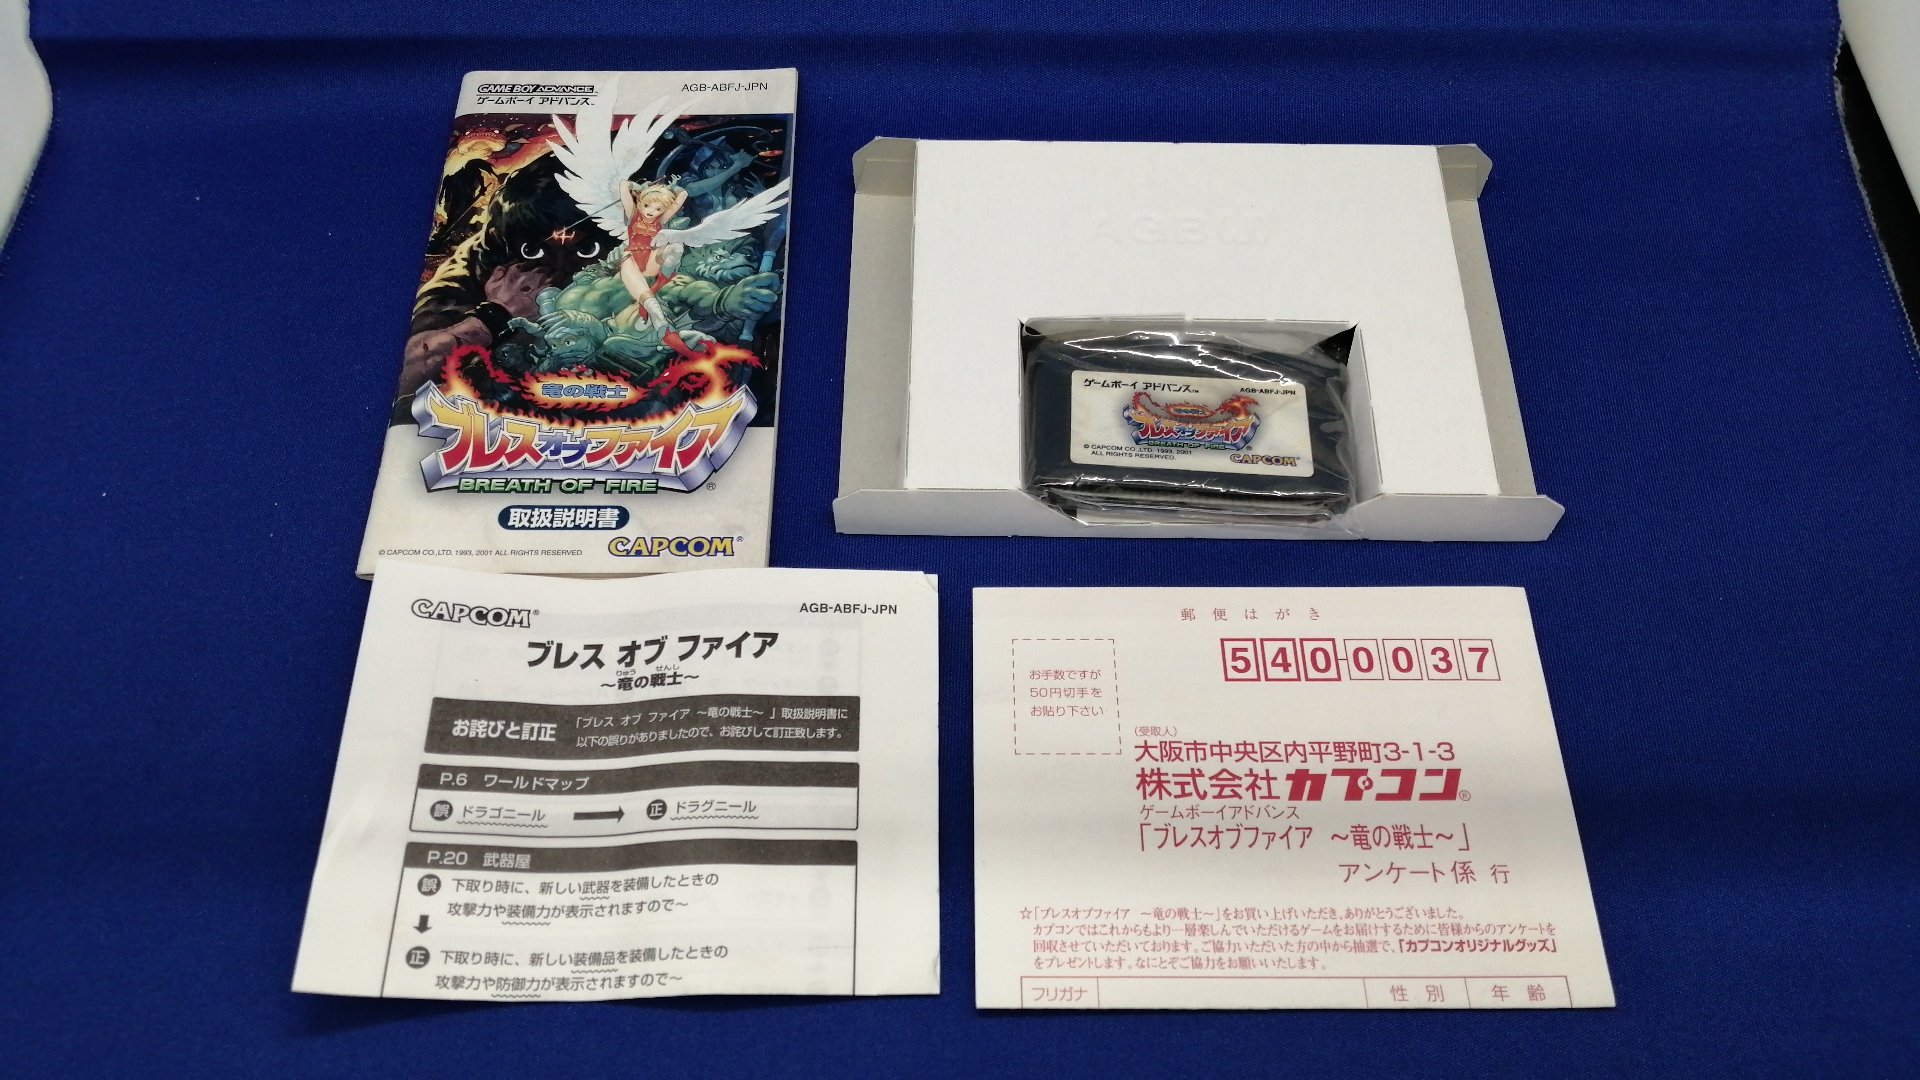 GAME BOY ADVANCE
ゲームボーイ アドバンス™
AGB-ABFJ-JPN
竜の戦士
ブレス オブ ファイア
BREATH OF FIRE
®
取扱説明書
© CAPCOM CO.,LTD. 1993, 2001 ALL RIGHTS RESERVED.
CAPCOM®
ゲームボーイ アドバンス™
AGB-ABFJ-JPN
竜の戦士
ブレス オブ ファイア
BREATH OF FIRE
© CAPCOM CO.,LTD. 1993, 2001
ALL RIGHTS RESERVED.
CAPCOM®
CAPCOM®
AGB-ABFJ-JPN
ブレス オブ ファイア
りゅう せんし
～竜の戦士～
お詫びと訂正
「ブレス オブ ファイア ～竜の戦士～ 」取扱説明書に
以下の誤りがありましたので、お詫びして訂正致します。
P.6 ワールドマップ
誤 ドラゴニール → 正 ドラグニール
P.20 武器屋
誤 下取り時に、新しい武器を装備したときの
攻撃力や装備力が表示されますので～
↓
正 下取り時に、新しい装備品を装備したときの
攻撃力や防御力が表示されますので～
郵便はがき
540-0037
お手数ですが
50円切手を
お貼り下さい
(受取人)
大阪市中央区内平野町3-1-3
株式会社カプコン®
ゲームボーイアドバンス
「ブレスオブファイア ～竜の戦士～」
アンケート係 行
☆「ブレスオブファイア ～竜の戦士～」をお買い上げいただき、ありがとうございました。
カプコンではこれからもより一層楽しんでいただけるゲームをお届けするために皆様からのアンケートを
回収させていただいております。ご協力いただいた方の中から抽選で、「カプコンオリジナルグッズ」
をプレゼントします。なにとぞご協力をお願いいたします。
フリガナ
性別
年齢